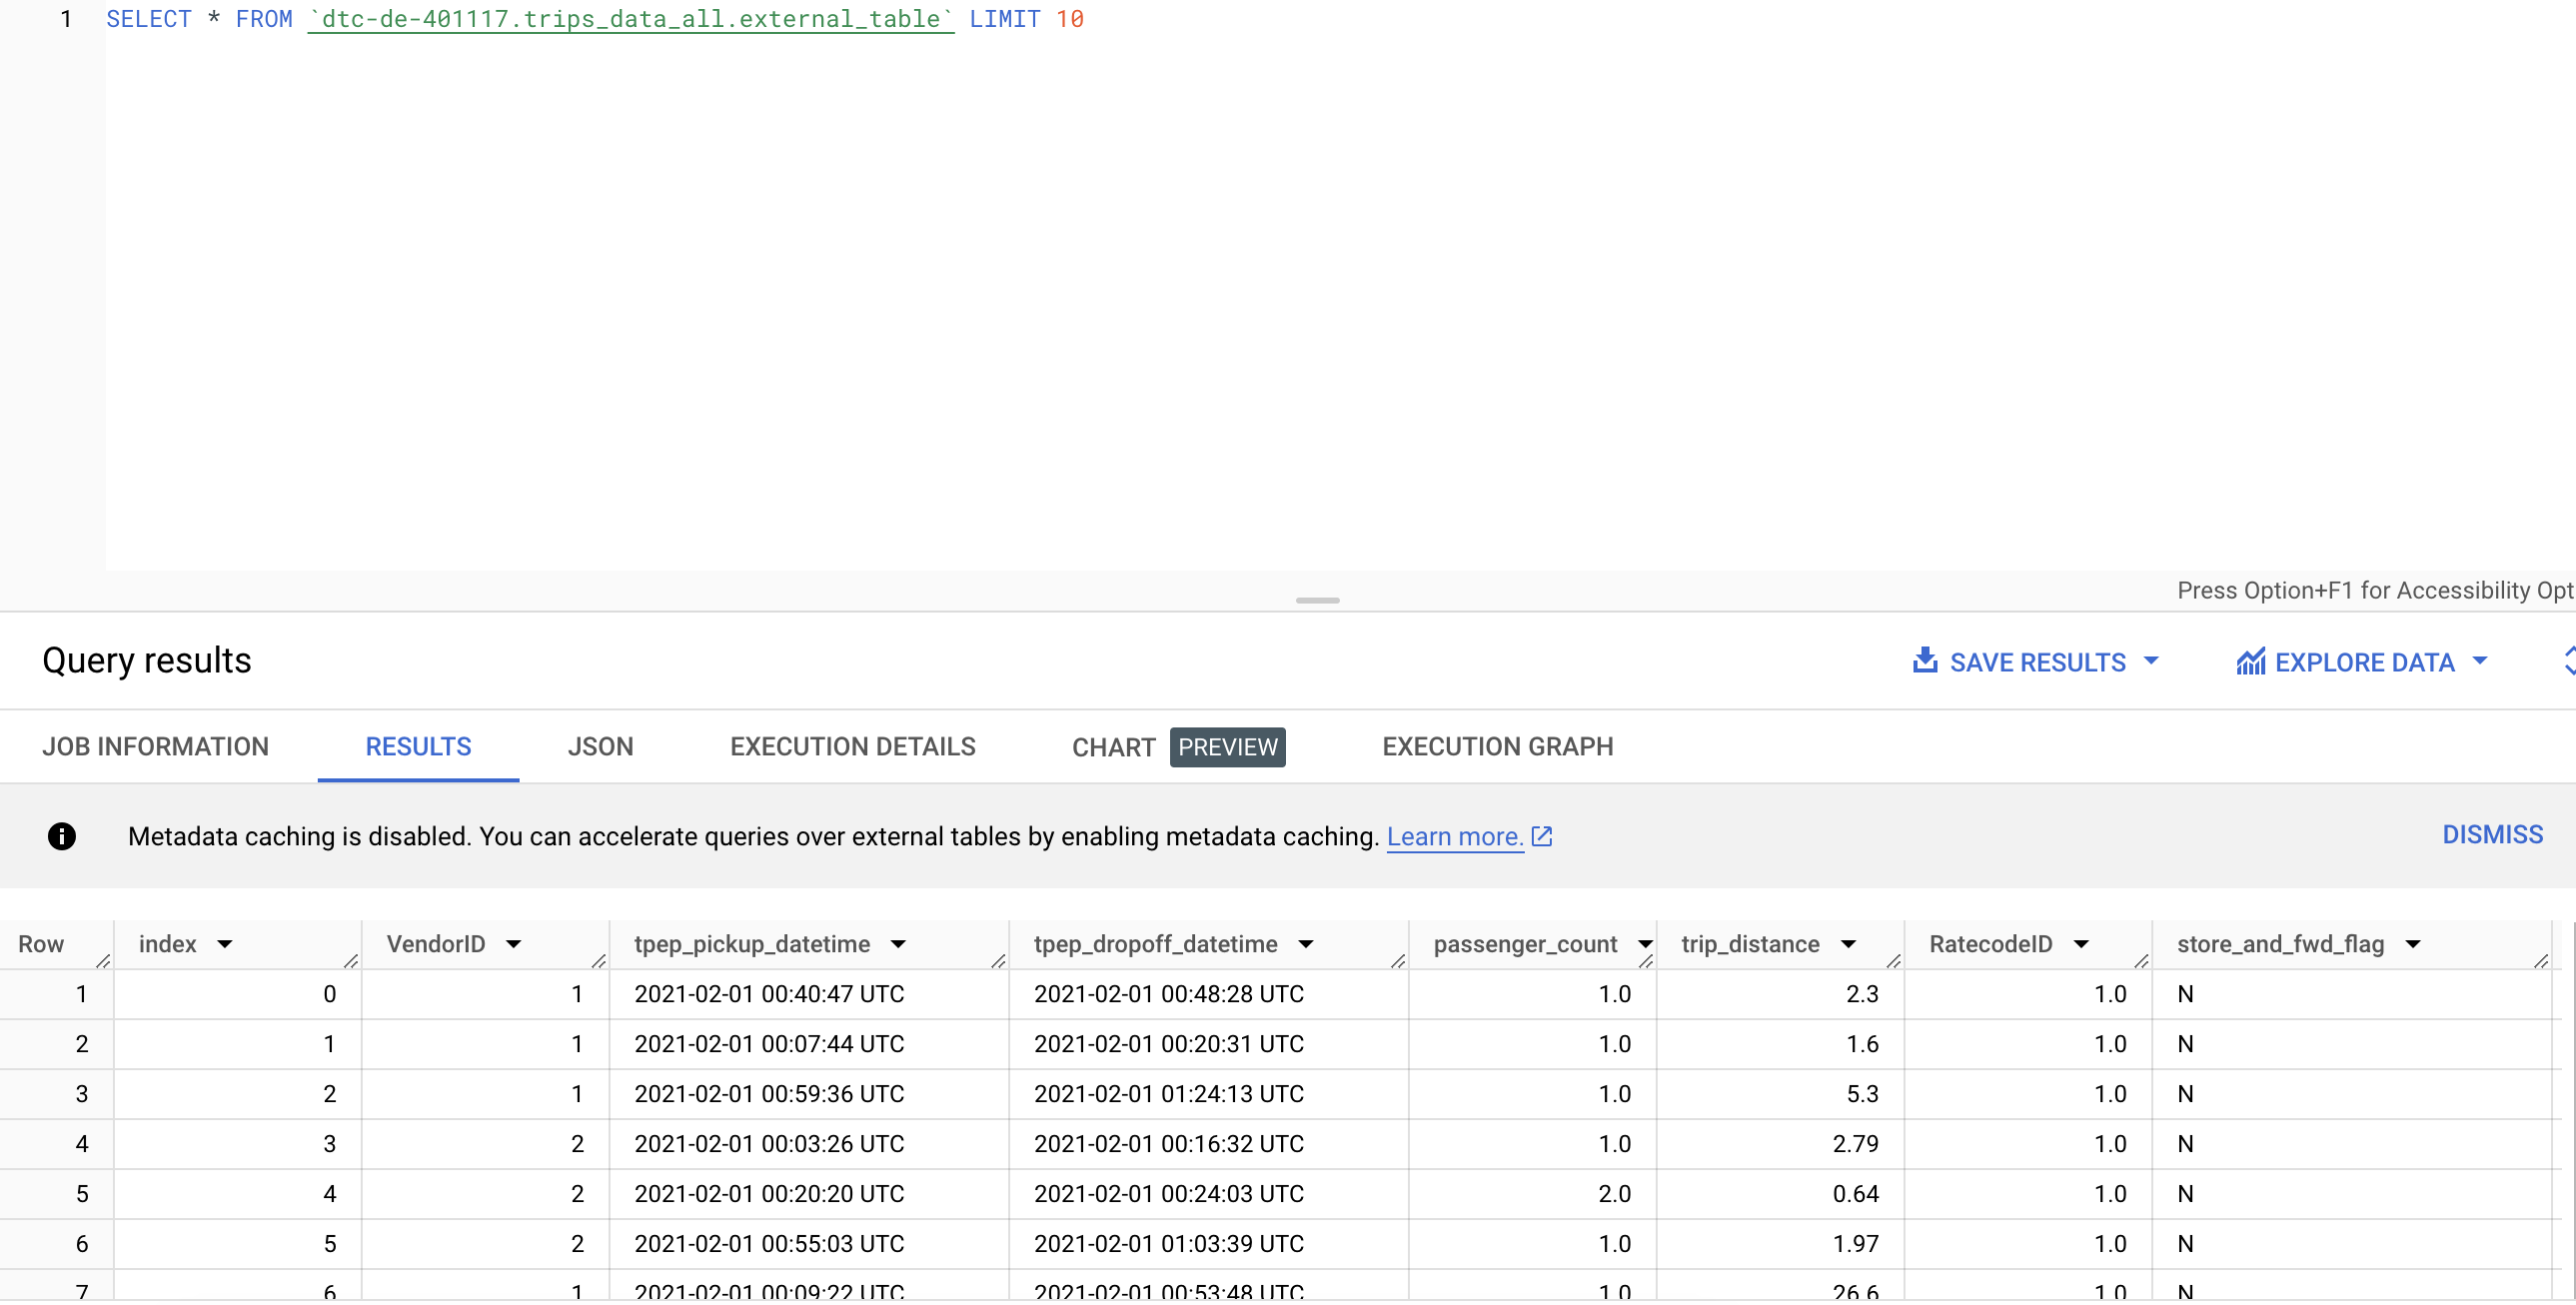 1 SELECT * FROM `dtc-de-401117.trips_data_all.external_table` LIMIT 10
Press Option+F1 for Accessibility Opt
Query results SAVE RESULTS EXPLORE DATA
JOB INFORMATION RESULTS JSON EXECUTION DETAILS CHART PREVIEW EXECUTION GRAPH
Metadata caching is disabled. You can accelerate queries over external tables by enabling metadata caching. Learn more. DISMISS
Row index VendorID tpep_pickup_datetime tpep_dropoff_datetime passenger_count trip_distance RatecodeID store_and_fwd_flag
1 0 1 2021-02-01 00:40:47 UTC 2021-02-01 00:48:28 UTC 1.0 2.3 1.0 N
2 1 1 2021-02-01 00:07:44 UTC 2021-02-01 00:20:31 UTC 1.0 1.6 1.0 N
3 2 1 2021-02-01 00:59:36 UTC 2021-02-01 01:24:13 UTC 1.0 5.3 1.0 N
4 3 2 2021-02-01 00:03:26 UTC 2021-02-01 00:16:32 UTC 1.0 2.79 1.0 N
5 4 2 2021-02-01 00:20:20 UTC 2021-02-01 00:24:03 UTC 2.0 0.64 1.0 N
6 5 2 2021-02-01 00:55:03 UTC 2021-02-01 01:03:39 UTC 1.0 1.97 1.0 N
7 6 1 2021-02-01 00:09:22 UTC 2021-02-01 00:53:48 UTC 1.0 26.6 1.0 N